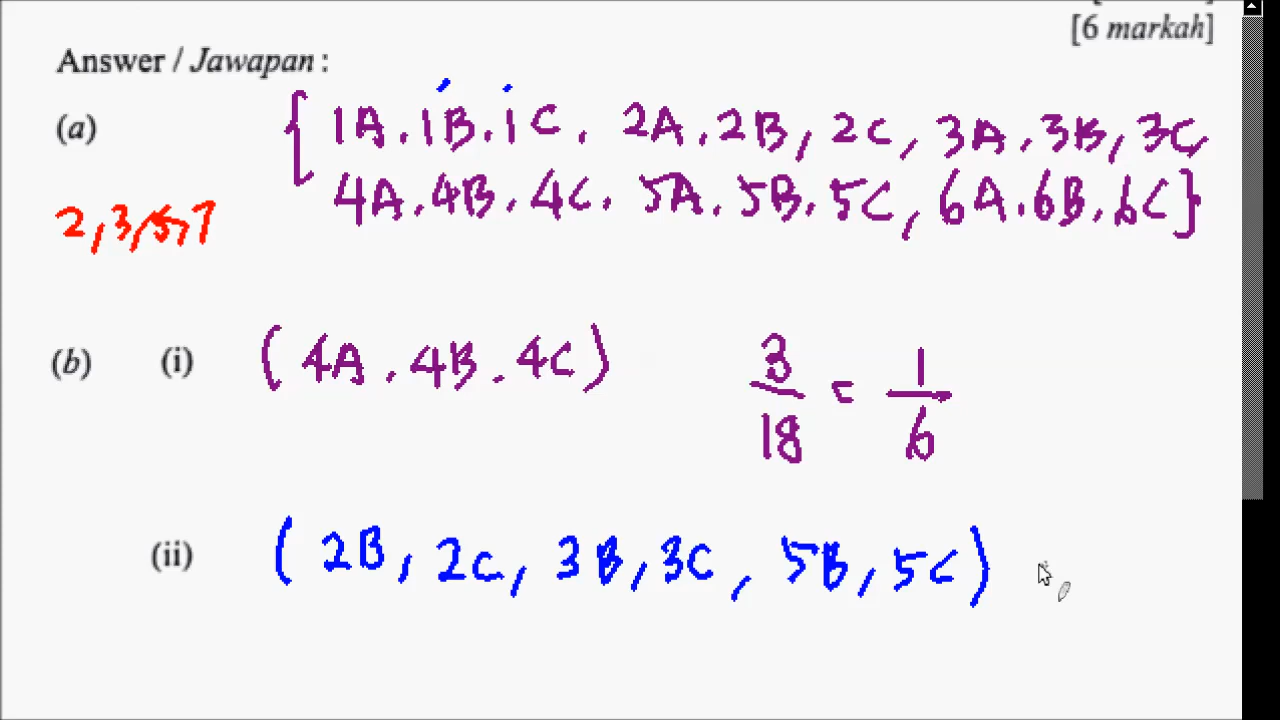 [6 markah]
Answer / Jawapan :
(a) { 1A . 1B . 1C . 2A . 2B , 2C , 3A . 3B , 3C ,
4A . 4B . 4C . 5A . 5B . 5C , 6A . 6B . 6C }
2, 3, 5, 7
(b) (i) ( 4A . 4B . 4C ) 3/18 = 1/6
(ii) ( 2B , 2C , 3B , 3C , 5B , 5C )